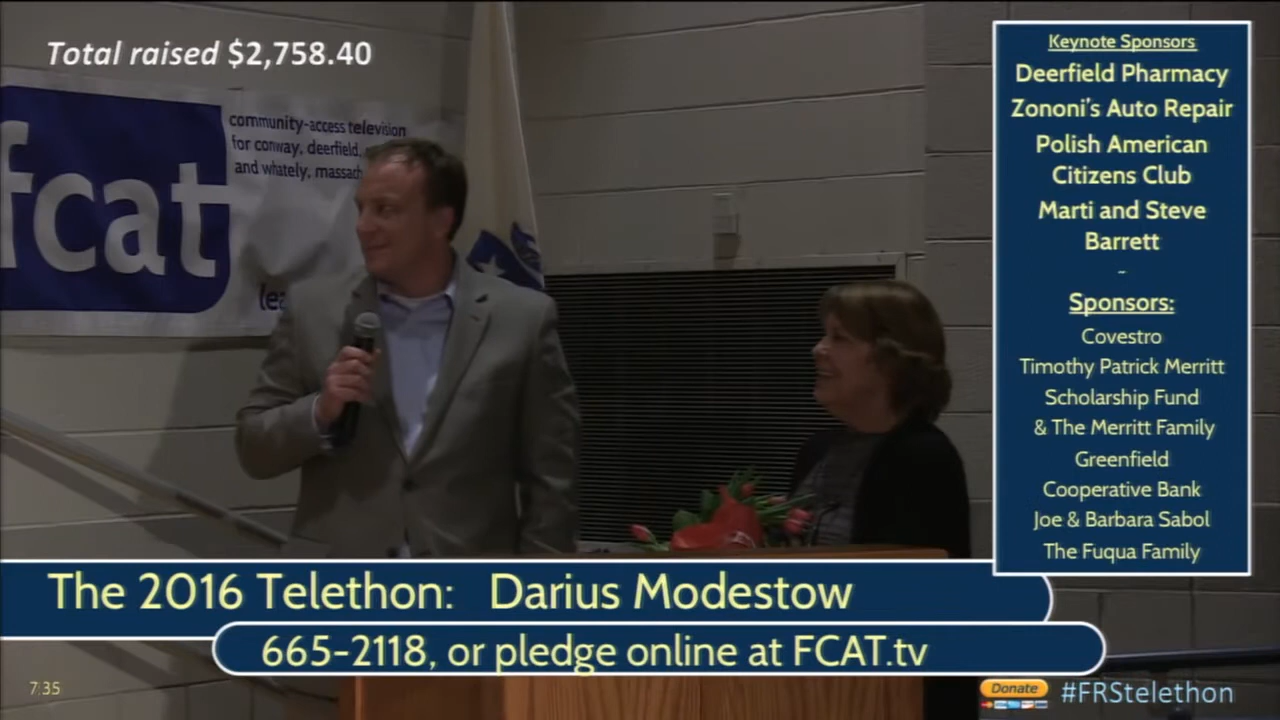 Total raised $2,758.40
fcat
community-access television
for conway, deerfield,
and whately,
Keynote Sponsors
Deerfield Pharmacy
Zononi's Auto Repair
Polish American
Citizens Club
Marti and Steve
Barrett
~
Sponsors:
Covestro
Timothy Patrick Merritt
Scholarship Fund
& The Merritt Family
Greenfield
Cooperative Bank
Joe & Barbara Sabol
The Fuqua Family
The 2016 Telethon: Darius Modestow
665-2118, or pledge online at FCAT.tv
7:35
Donate
#FRStelethon